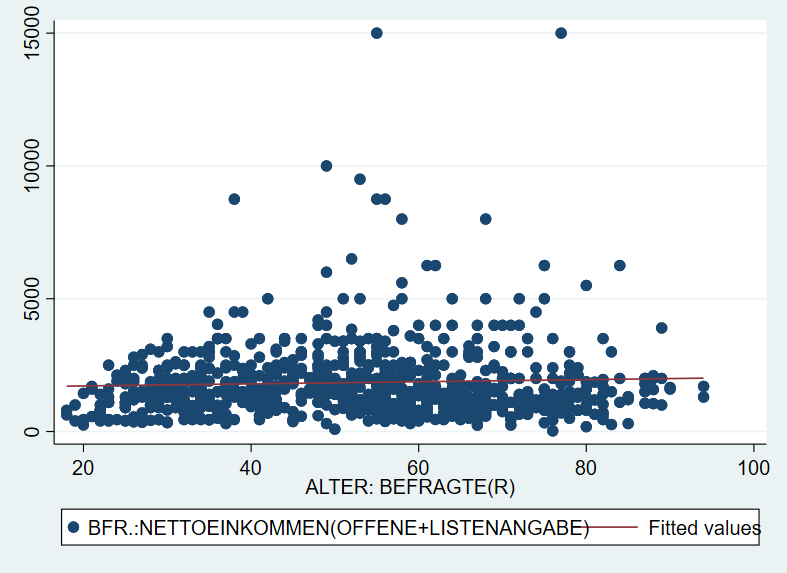 15000
10000
5000
0
20 40 60 80 100
ALTER: BEFRAGTE(R)
BFR.:NETTOEINKOMMEN(OFFENE+LISTENANGABE) Fitted values